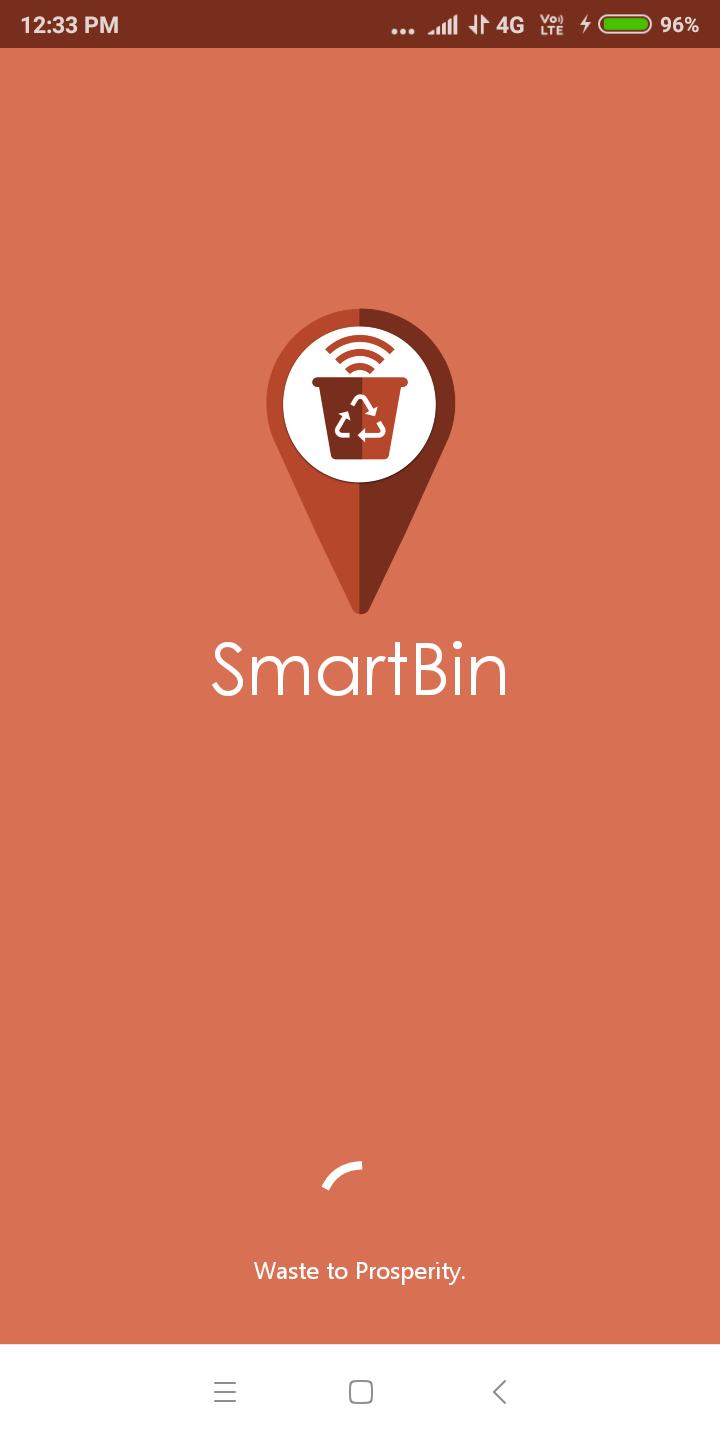 12:33 PM ... 4G Vo LTE 96%
SmartBin
Waste to Prosperity.